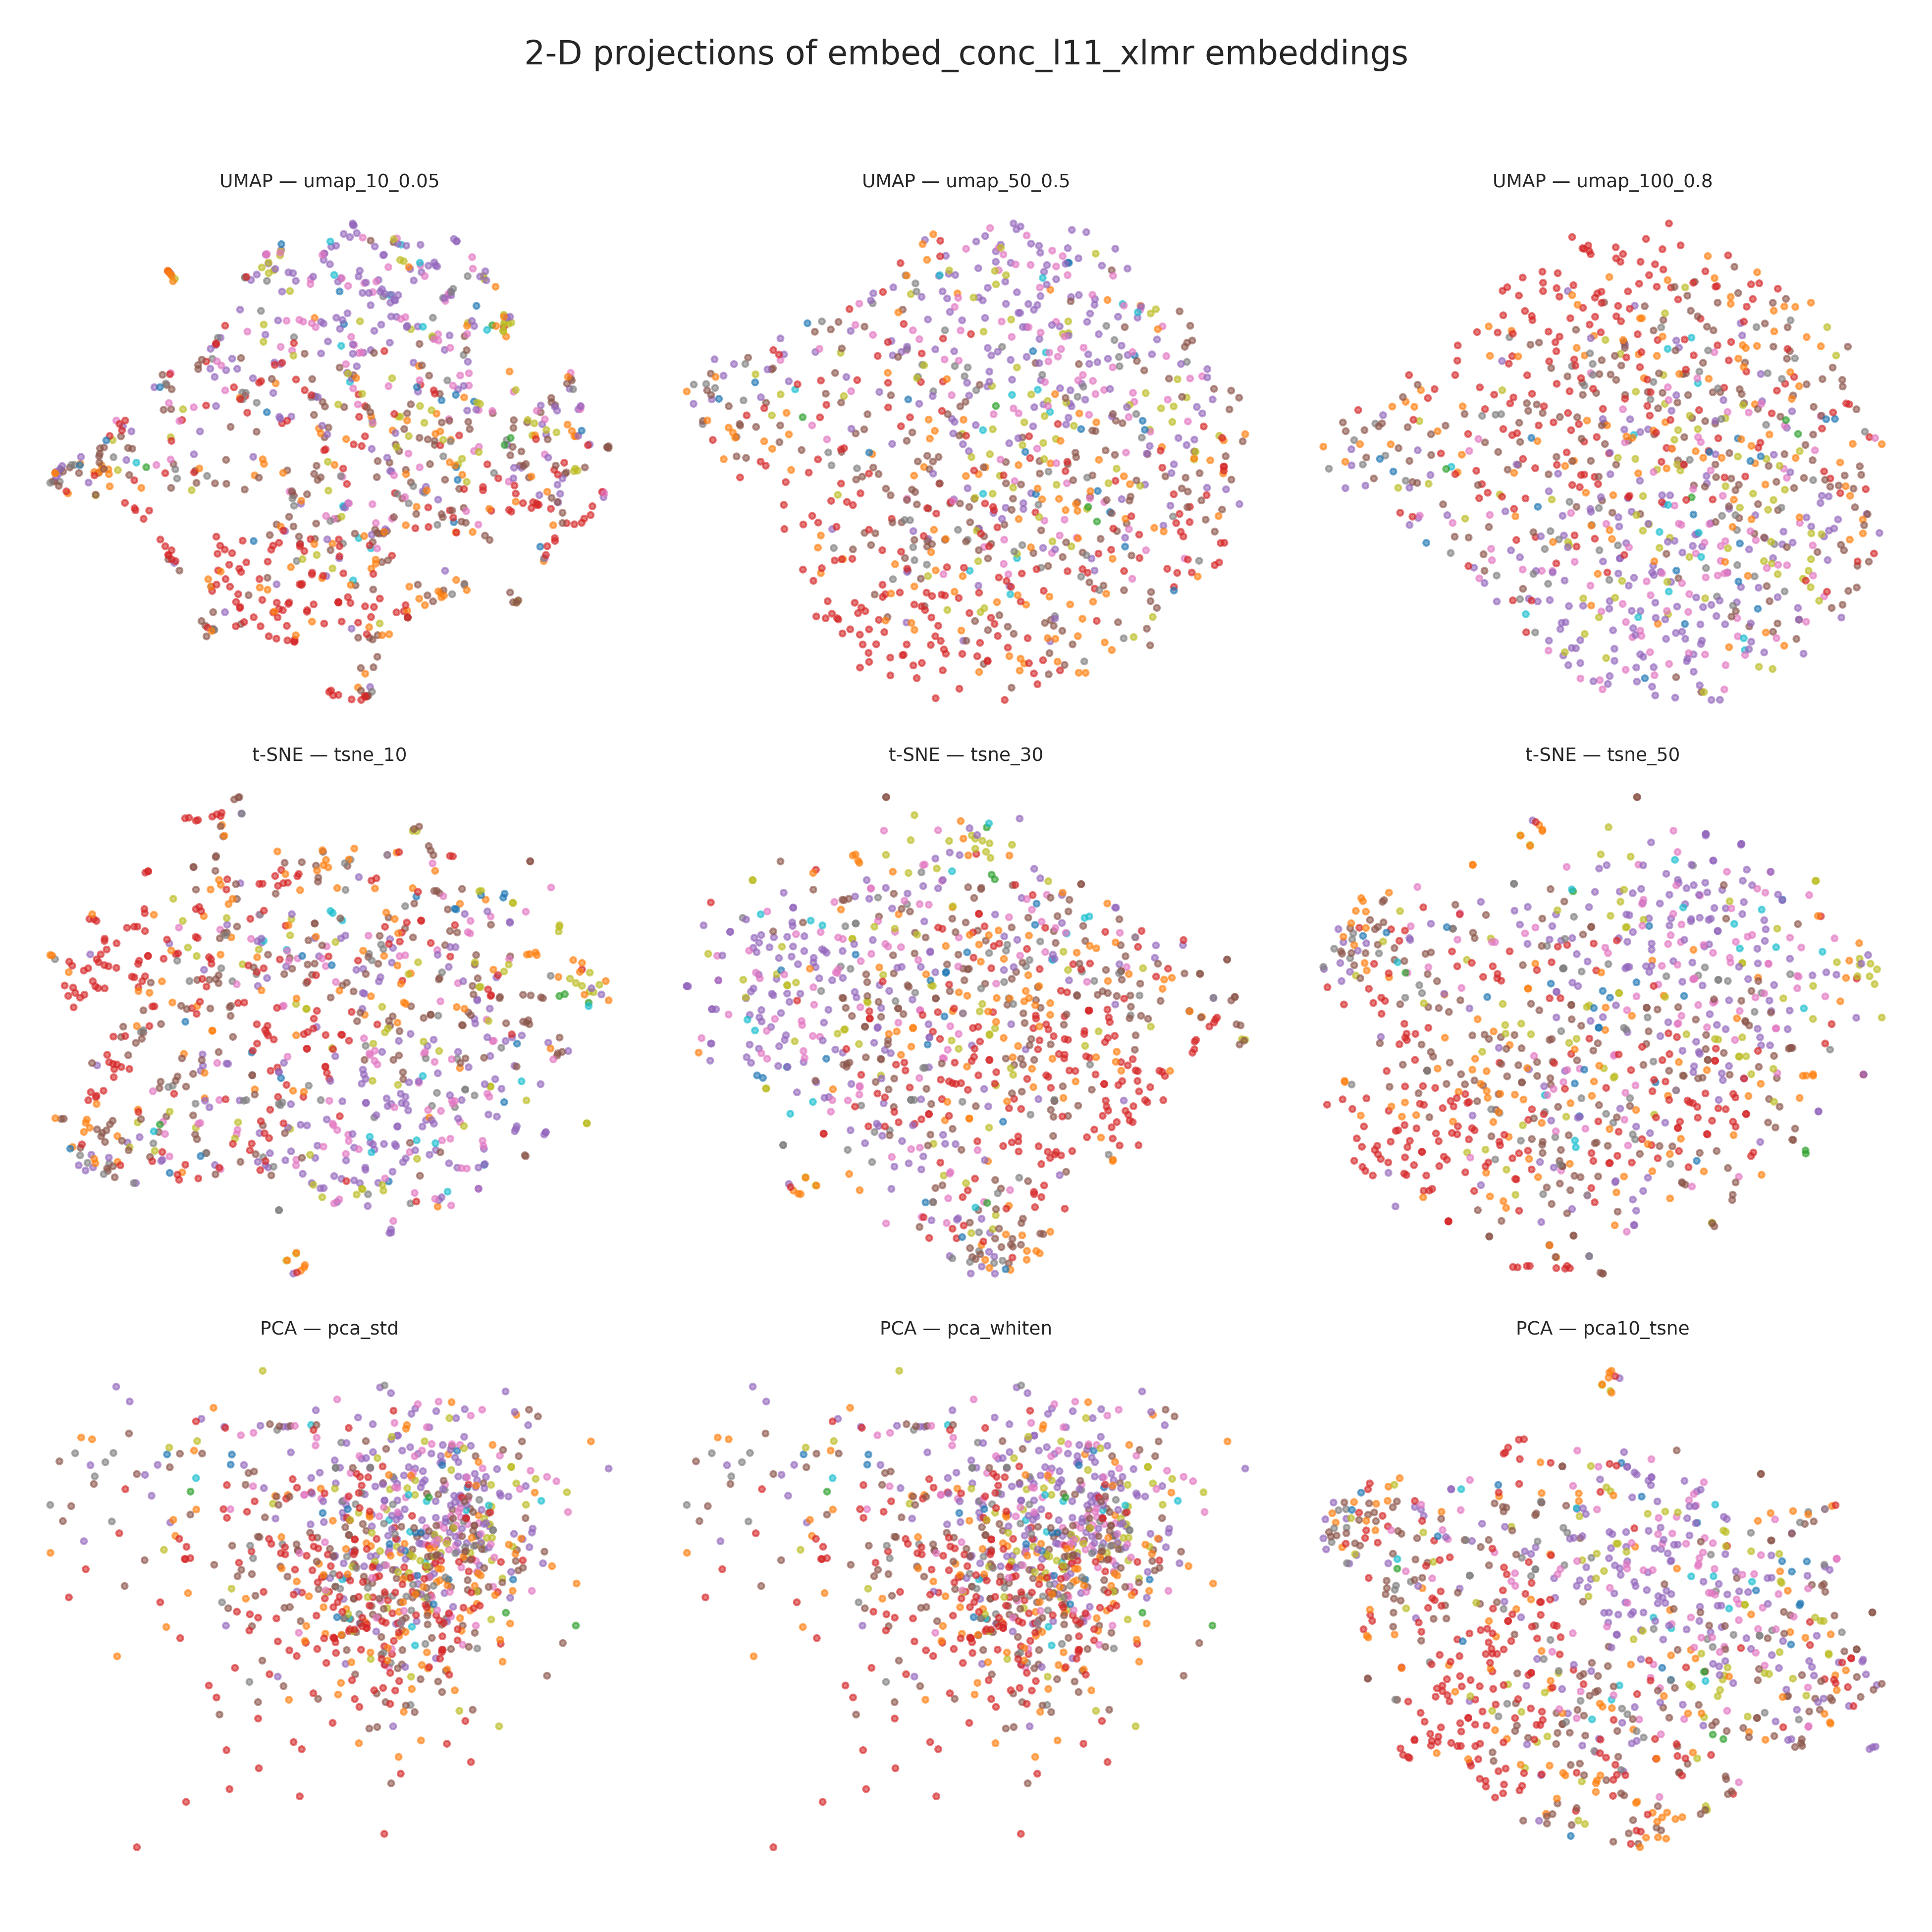 2-D projections of embed_conc_l11_xlmr embeddings
UMAP — umap_10_0.05
UMAP — umap_50_0.5
UMAP — umap_100_0.8
t-SNE — tsne_10
t-SNE — tsne_30
t-SNE — tsne_50
PCA — pca_std
PCA — pca_whiten
PCA — pca10_tsne